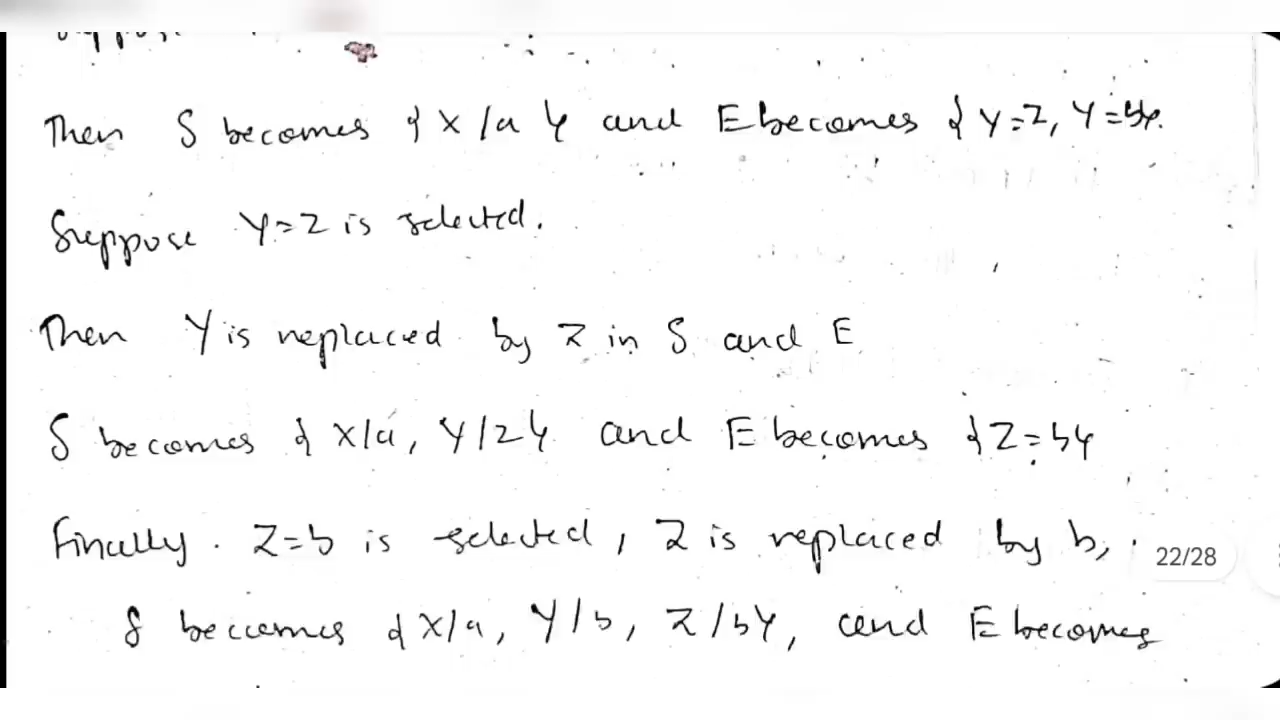 Then S becomes {X/a} and E becomes {Y=Z, Y=b}.
Suppose Y=Z is selected.
Then Y is replaced by Z in S and E
S becomes {X/a, Y/Z} and E becomes {Z=b}
Finally. Z=b is selected, Z is replaced by b,
22/28
S becomes {X/a, Y/b, Z/b}, and E becomes